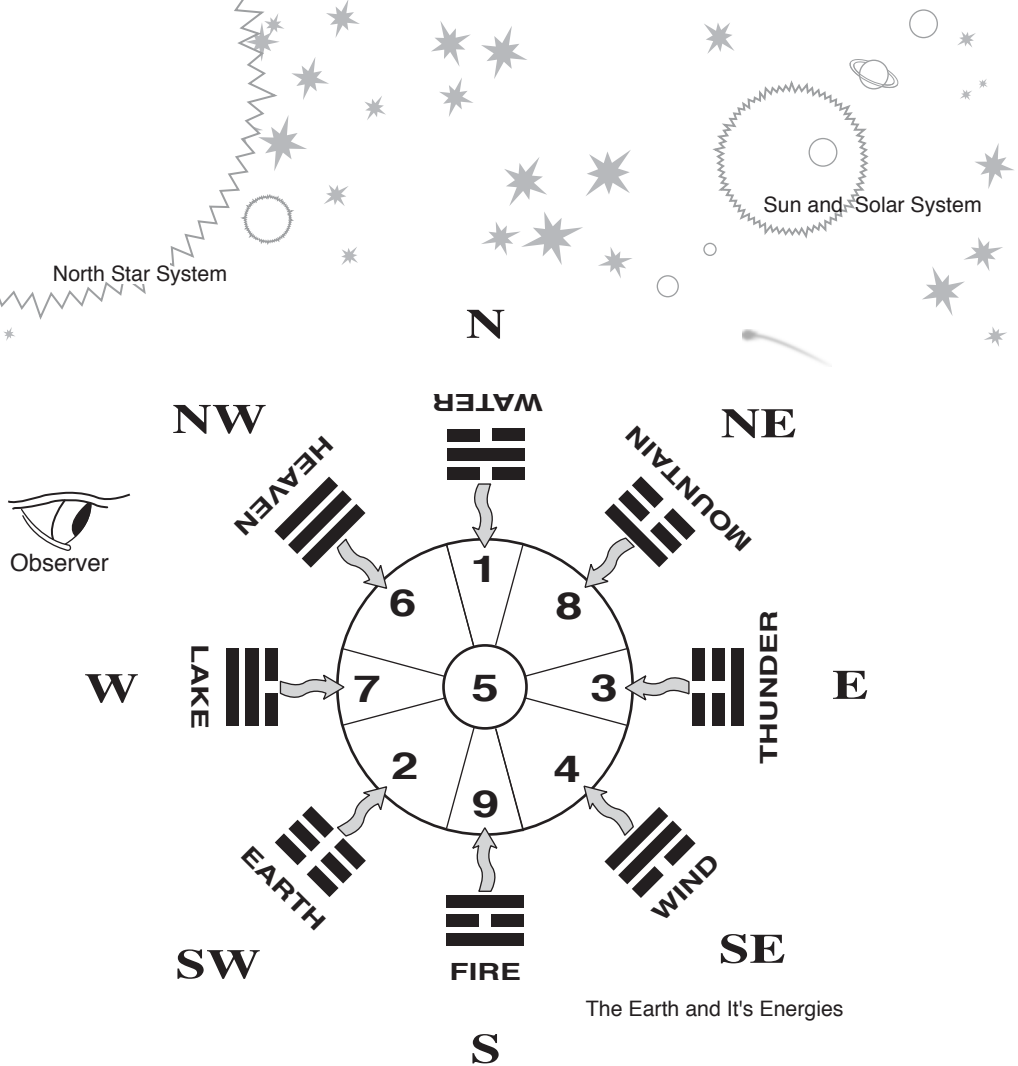 Sun and Solar System
North Star System
N
NW
WATER
NE
HEAVEN
MOUNTAIN
Observer
1
6
8
LAKE
THUNDER
W
7
5
3
E
2
4
9
EARTH
WIND
SW
FIRE
SE
The Earth and It's Energies
S